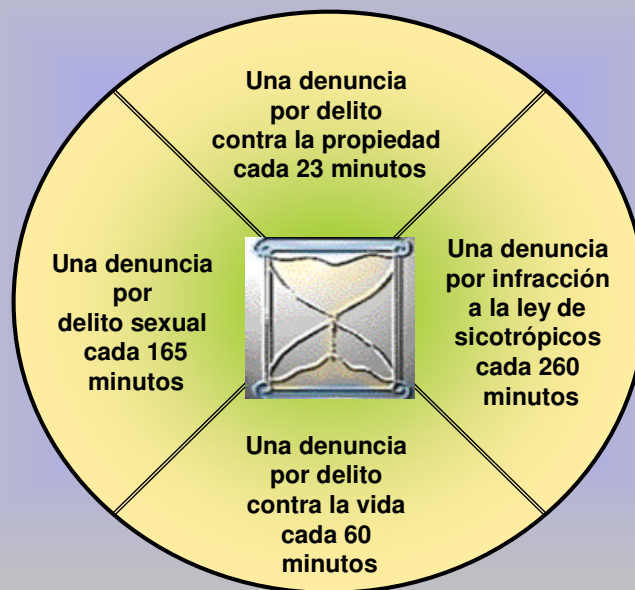 Una denuncia
por delito
contra la propiedad
cada 23 minutos
Una denuncia
por
delito sexual
cada 165
minutos
Una denuncia
por infracción
a la ley de
sicotrópicos
cada 260
minutos
Una denuncia
por delito
contra la vida
cada 60
minutos